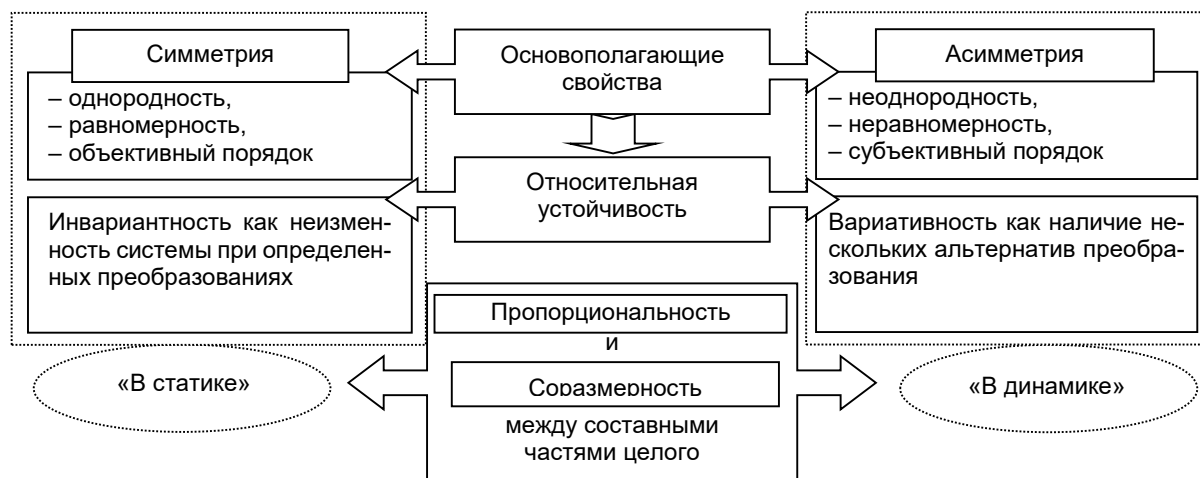 Симметрия
– однородность,
– равномерность,
– объективный порядок
Инвариантность как неизмен-
ность системы при определен-
ных преобразованиях
«В статике»
Основополагающие
свойства
Относительная
устойчивость
Пропорциональность
и
Соразмерность
между составными
частями целого
Асимметрия
– неоднородность,
– неравномерность,
– субъективный порядок
Вариативность как наличие не-
скольких альтернатив преобра-
зования
«В динамике»